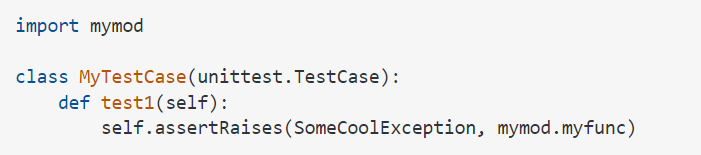 import mymod
class MyTestCase(unittest.TestCase):
    def test1(self):
        self.assertRaises(SomeCoolException, mymod.myfunc)